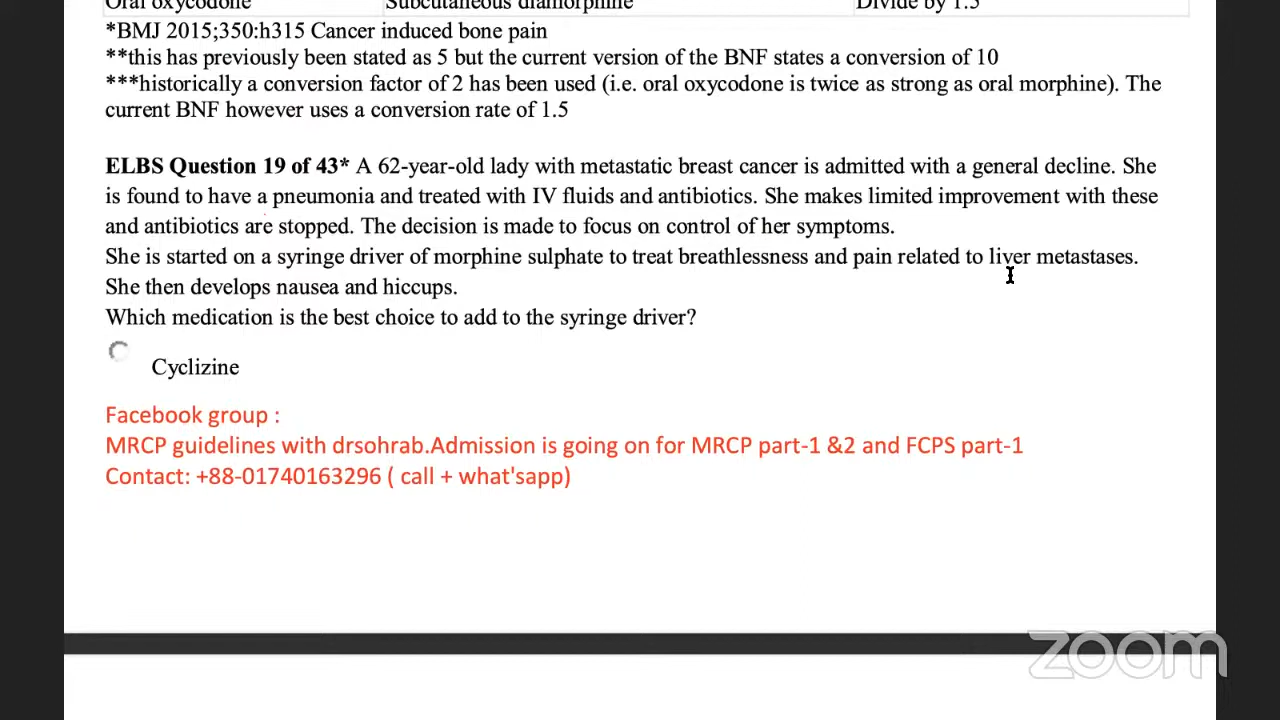 Oral oxycodone Subcutaneous diamorphine Divide by 1.5
*BMJ 2015;350:h315 Cancer induced bone pain
**this has previously been stated as 5 but the current version of the BNF states a conversion of 10
***historically a conversion factor of 2 has been used (i.e. oral oxycodone is twice as strong as oral morphine). The
current BNF however uses a conversion rate of 1.5
ELBS Question 19 of 43* A 62-year-old lady with metastatic breast cancer is admitted with a general decline. She
is found to have a pneumonia and treated with IV fluids and antibiotics. She makes limited improvement with these
and antibiotics are stopped. The decision is made to focus on control of her symptoms.
She is started on a syringe driver of morphine sulphate to treat breathlessness and pain related to liver metastases.
She then develops nausea and hiccups.
Which medication is the best choice to add to the syringe driver?
Cyclizine
Facebook group :
MRCP guidelines with drsohrab.Admission is going on for MRCP part-1 &2 and FCPS part-1
Contact: +88-01740163296 ( call + what'sapp)
zoom